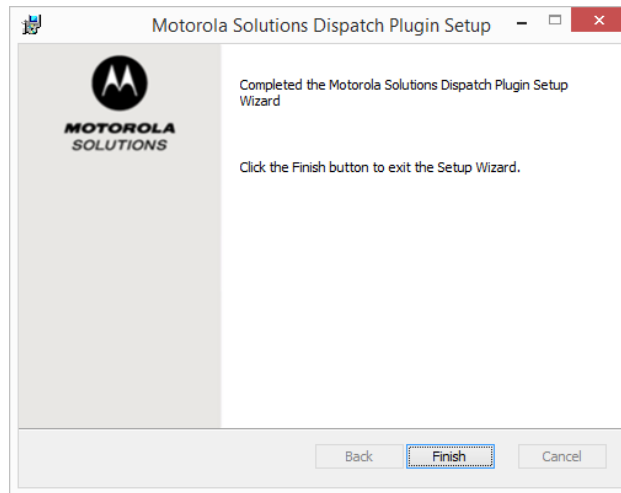 Motorola Solutions Dispatch Plugin Setup
MOTOROLA
SOLUTIONS
Completed the Motorola Solutions Dispatch Plugin Setup
Wizard
Click the Finish button to exit the Setup Wizard.
Back Finish Cancel